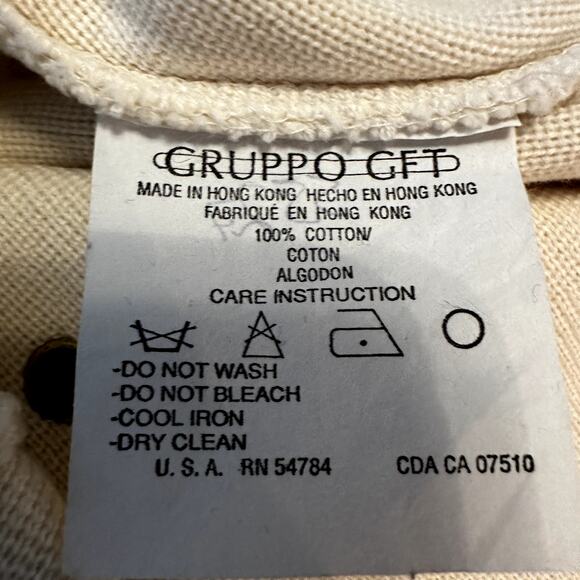 GRUPPO GFT
MADE IN HONG KONG HECHO EN HONG KONG
FABRIQUÉ EN HONG KONG
100% COTTON/
COTON
ALGODON
CARE INSTRUCTION
-DO NOT WASH
-DO NOT BLEACH
-COOL IRON
-DRY CLEAN
U. S. A. RN 54784 CDA CA 07510